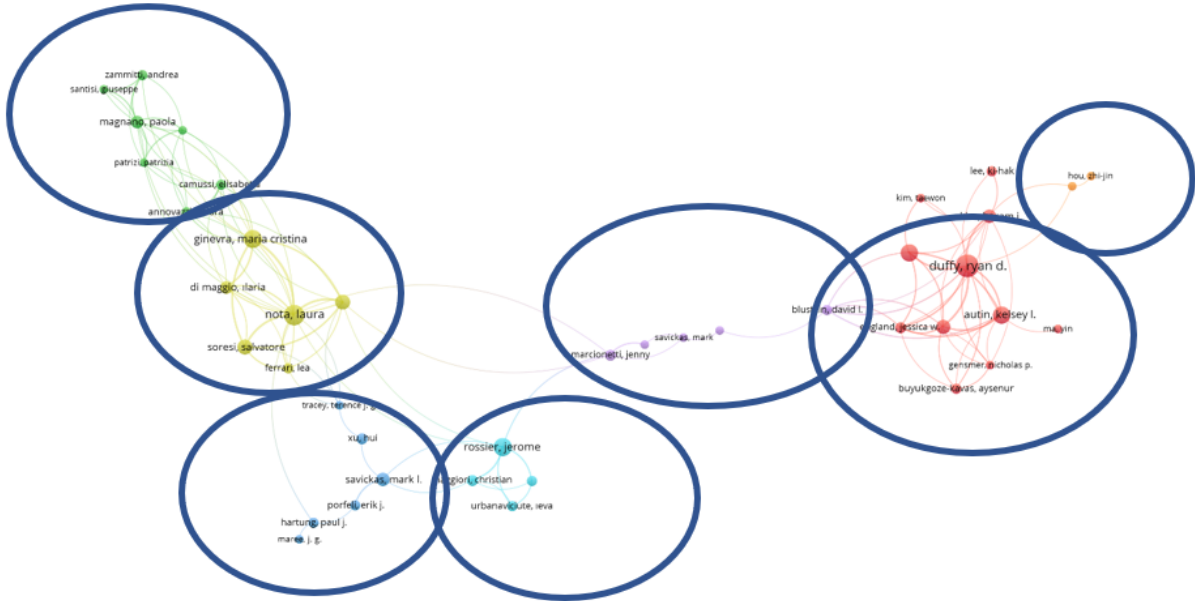 zammitti, andrea
santisi, giuseppe
magnano, paola
patrizi, patrizia
camussi, elisabetta
lee, ki-hak
hou, zhi-jin
kim, taewon
ginevra, maria cristina
duffy, ryan d.
di maggio, ilaria
nota, laura
blustein, david l.
autin, kelsey l.
england, jessica w.
ma, yin
soresi, salvatore
savickas, mark
marcionetti, jenny
ferrari, lea
gensmer, nicholas p.
buyukgoze-kavas, aysenur
tracey, terence j. g.
xu, hui
rossier, jerome
savickas, mark l.
maggiori, christian
porfeli, erik j.
urbanaviciute, ieva
hartung, paul j.
maree, j. g.